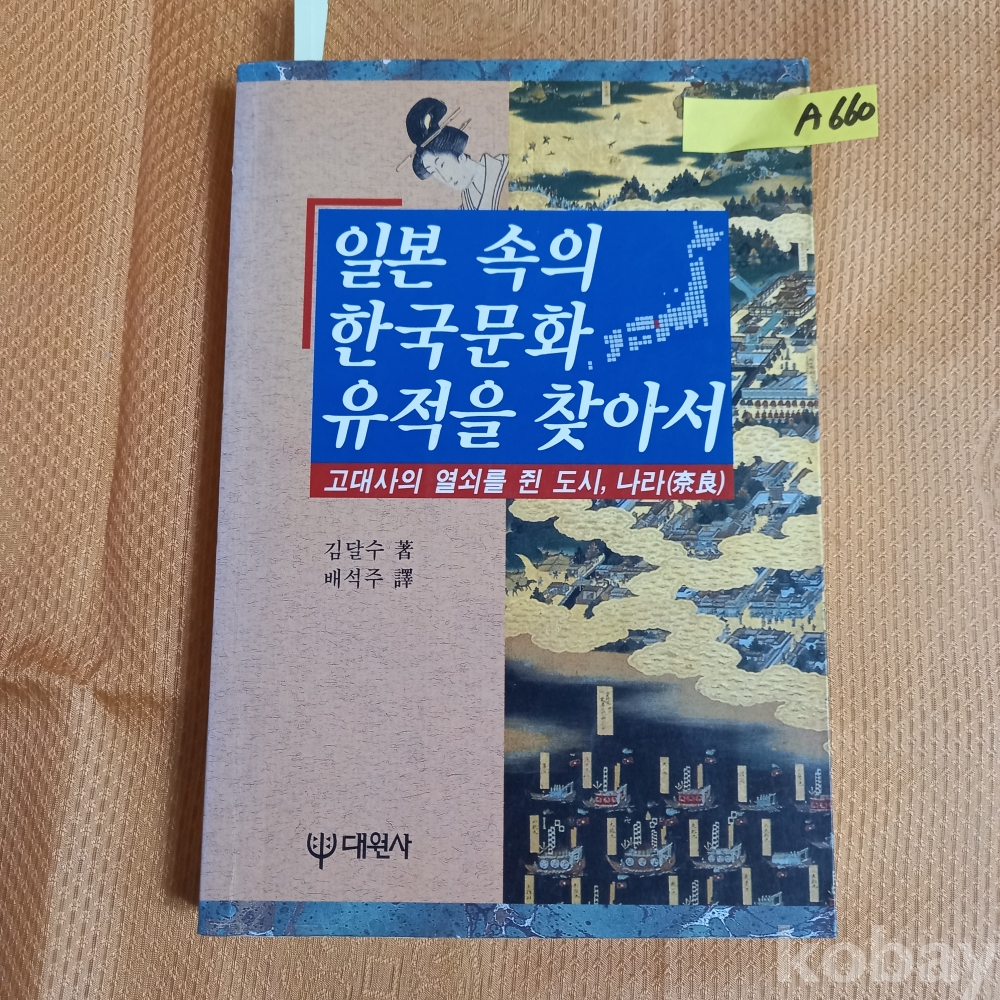 A660
일본 속의
한국문화
유적을 찾아서
고대사의 열쇠를 쥔 도시, 나라(奈良)
김달수 著
배석주 譯
대원사
kobay